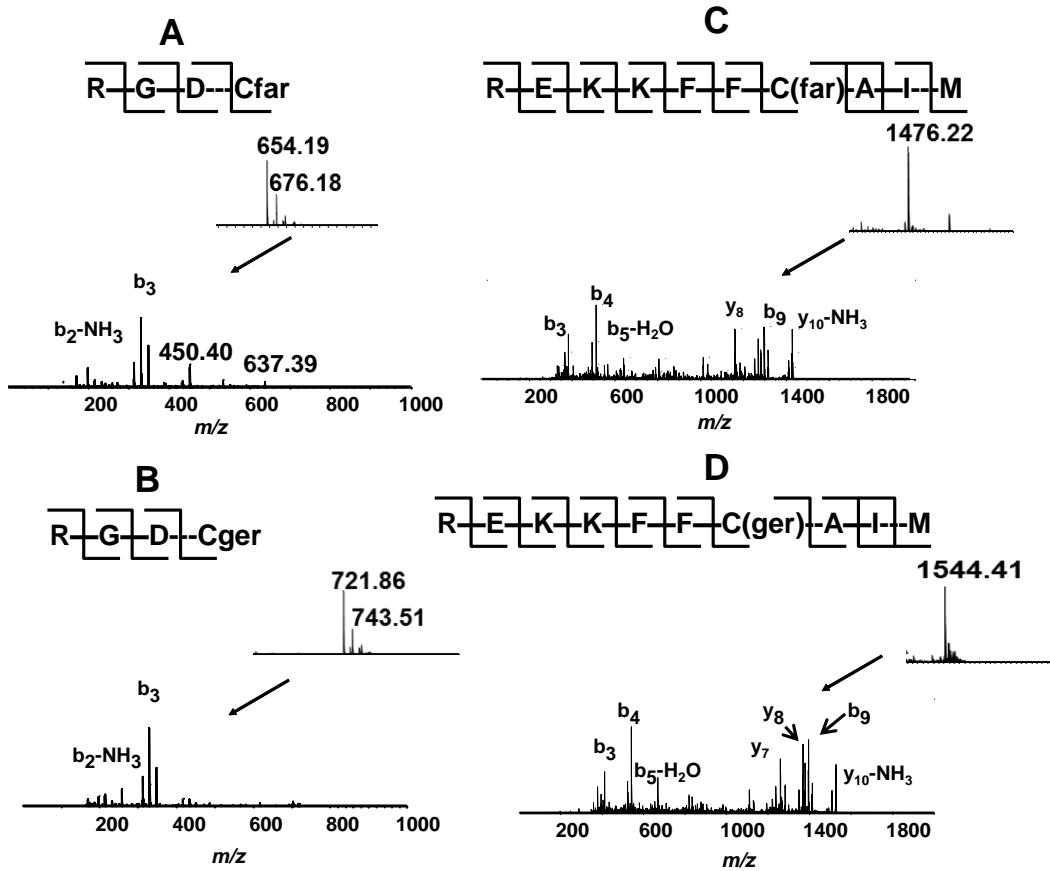 A
R-G-D---Cfar
654.19
676.18
b3
b2-NH3
450.40
637.39
200 400 600 800 1000
m/z
C
R-E-K-K-F-F-C(far)-A-I--M
1476.22
b3
b4
b5-H2O
y8
b9
y10-NH3
200 600 1000 1400 1800
m/z
B
R-G-D---Cger
721.86
743.51
b3
b2-NH3
200 400 600 800 1000
m/z
D
R-E-K-K-F-F-C(ger)--A-I---M
1544.41
b3
b4
b5-H2O
y7
y8
b9
y10-NH3
200 600 1000 1400 1800
m/z